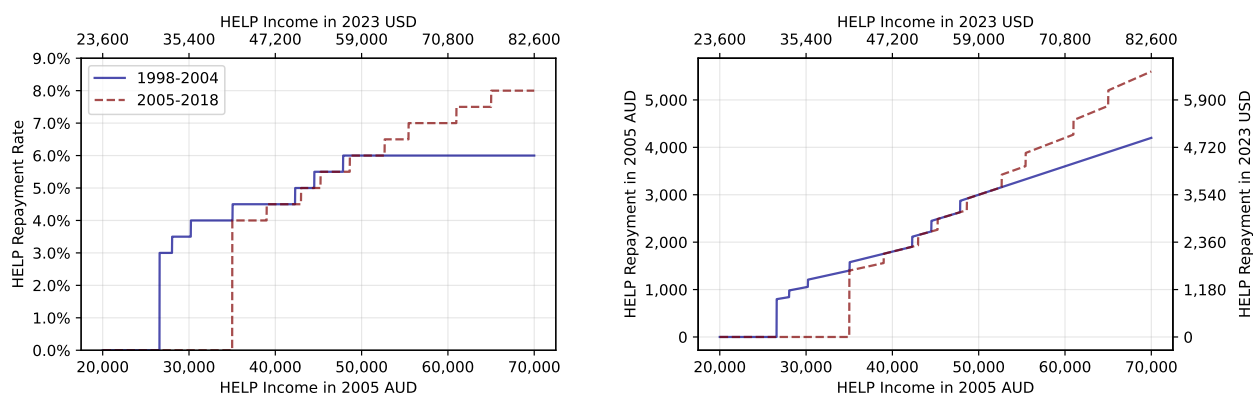 HELP Income in 2023 USD
23,600 35,400 47,200 59,000 70,800 82,600
9.0%
8.0%
7.0%
6.0%
5.0%
4.0%
3.0%
2.0%
1.0%
0.0%
HELP Repayment Rate
1998-2004
2005-2018
20,000 30,000 40,000 50,000 60,000 70,000
HELP Income in 2005 AUD
HELP Income in 2023 USD
23,600 35,400 47,200 59,000 70,800 82,600
HELP Repayment in 2005 AUD
5,000
4,000
3,000
2,000
1,000
0
5,900
4,720
3,540
2,360
1,180
0
HELP Repayment in 2023 USD
20,000 30,000 40,000 50,000 60,000 70,000
HELP Income in 2005 AUD